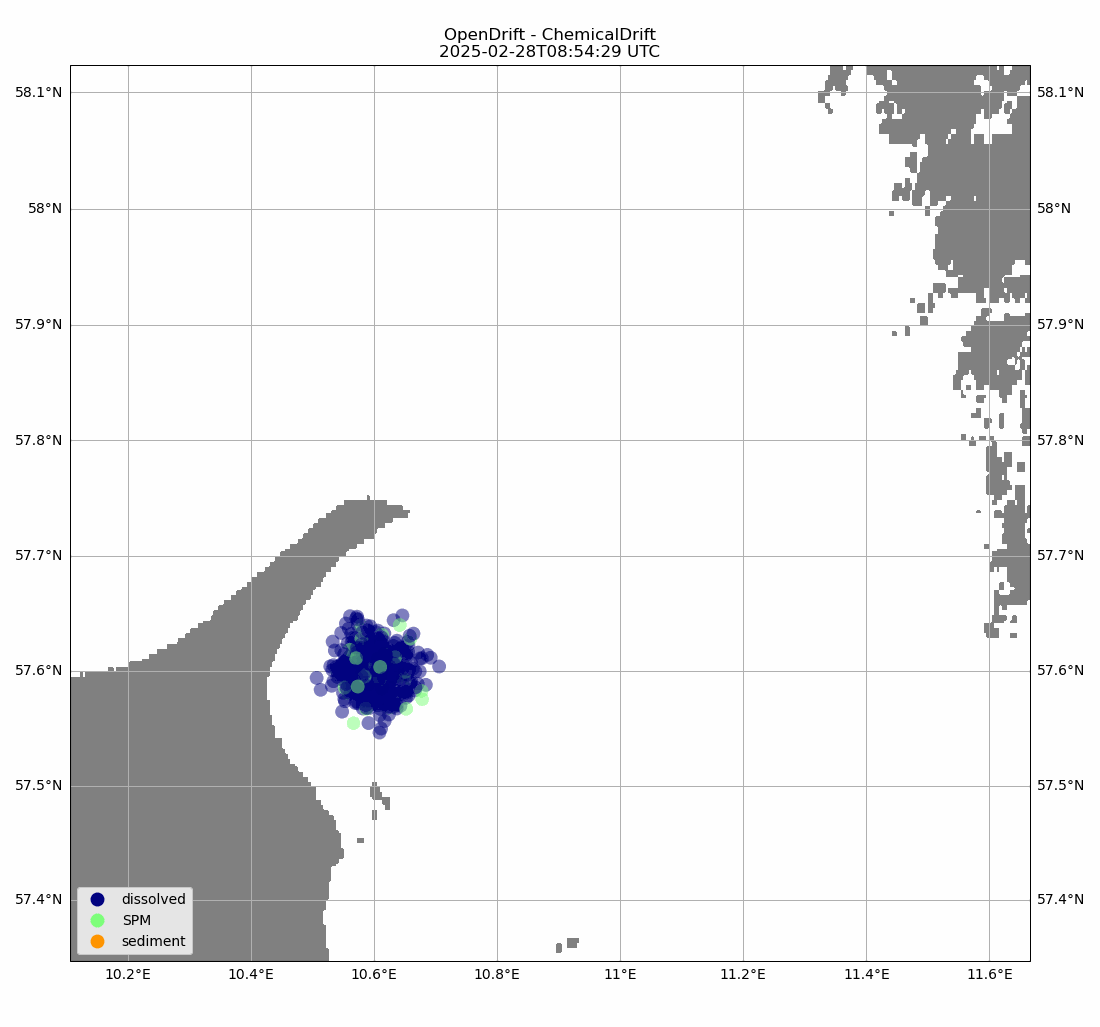 OpenDrift - ChemicalDrift
2025-02-28T08:54:29 UTC
58.1°N 58.1°N
58°N 58°N
57.9°N 57.9°N
57.8°N 57.8°N
57.7°N 57.7°N
57.6°N 57.6°N
57.5°N 57.5°N
57.4°N 57.4°N
dissolved
SPM
sediment
10.2°E 10.4°E 10.6°E 10.8°E 11°E 11.2°E 11.4°E 11.6°E